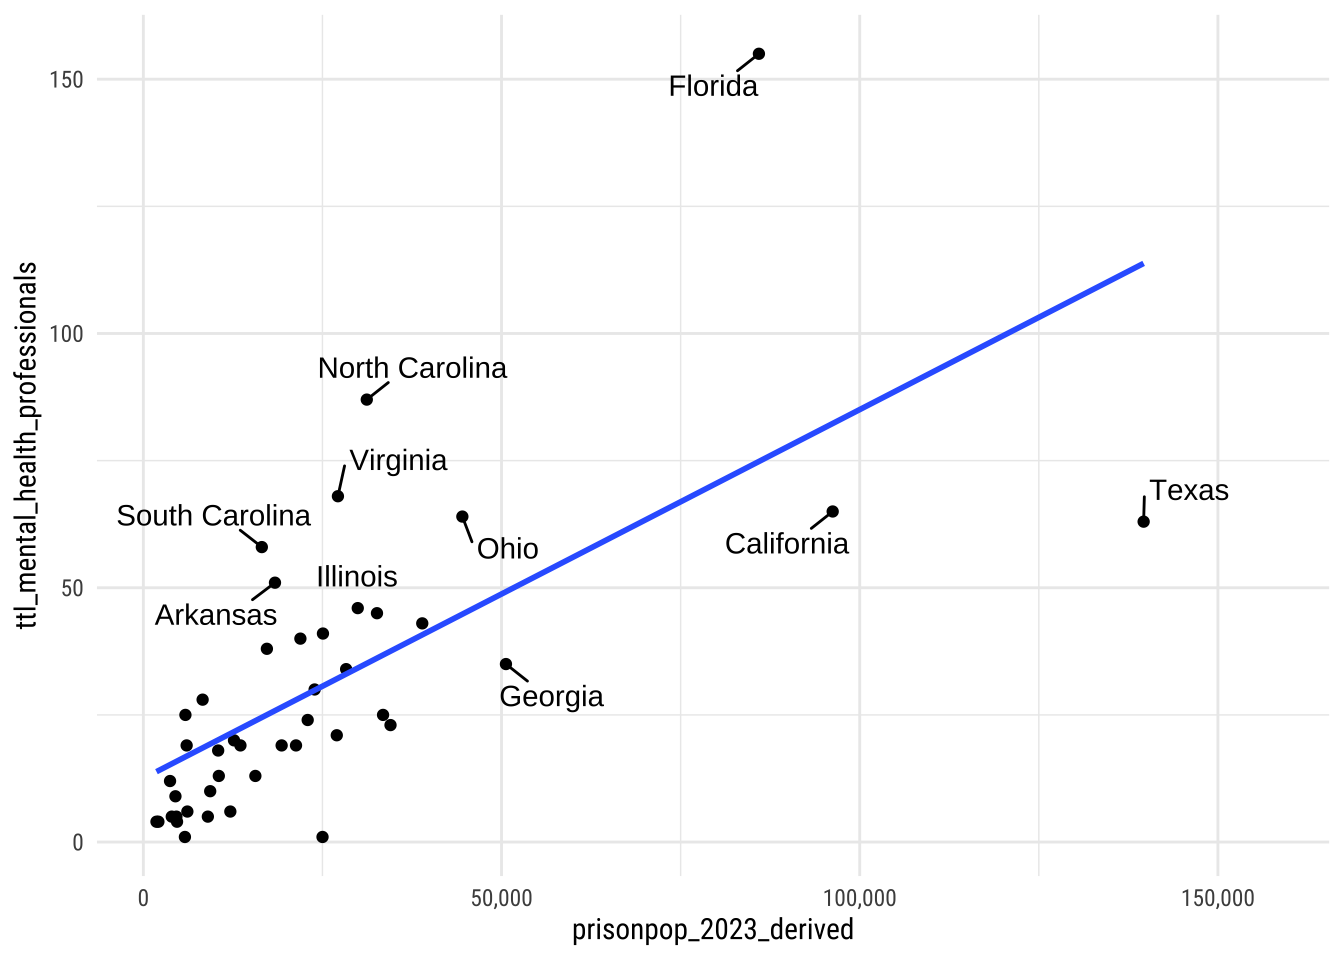 150
Florida
100
North Carolina
Virginia
Texas
South Carolina
Ohio
California
Illinois
50
Arkansas
Georgia
0
0
50,000
100,000
150,000
prisonpop_2023_derived
ttl_mental_health_professionals